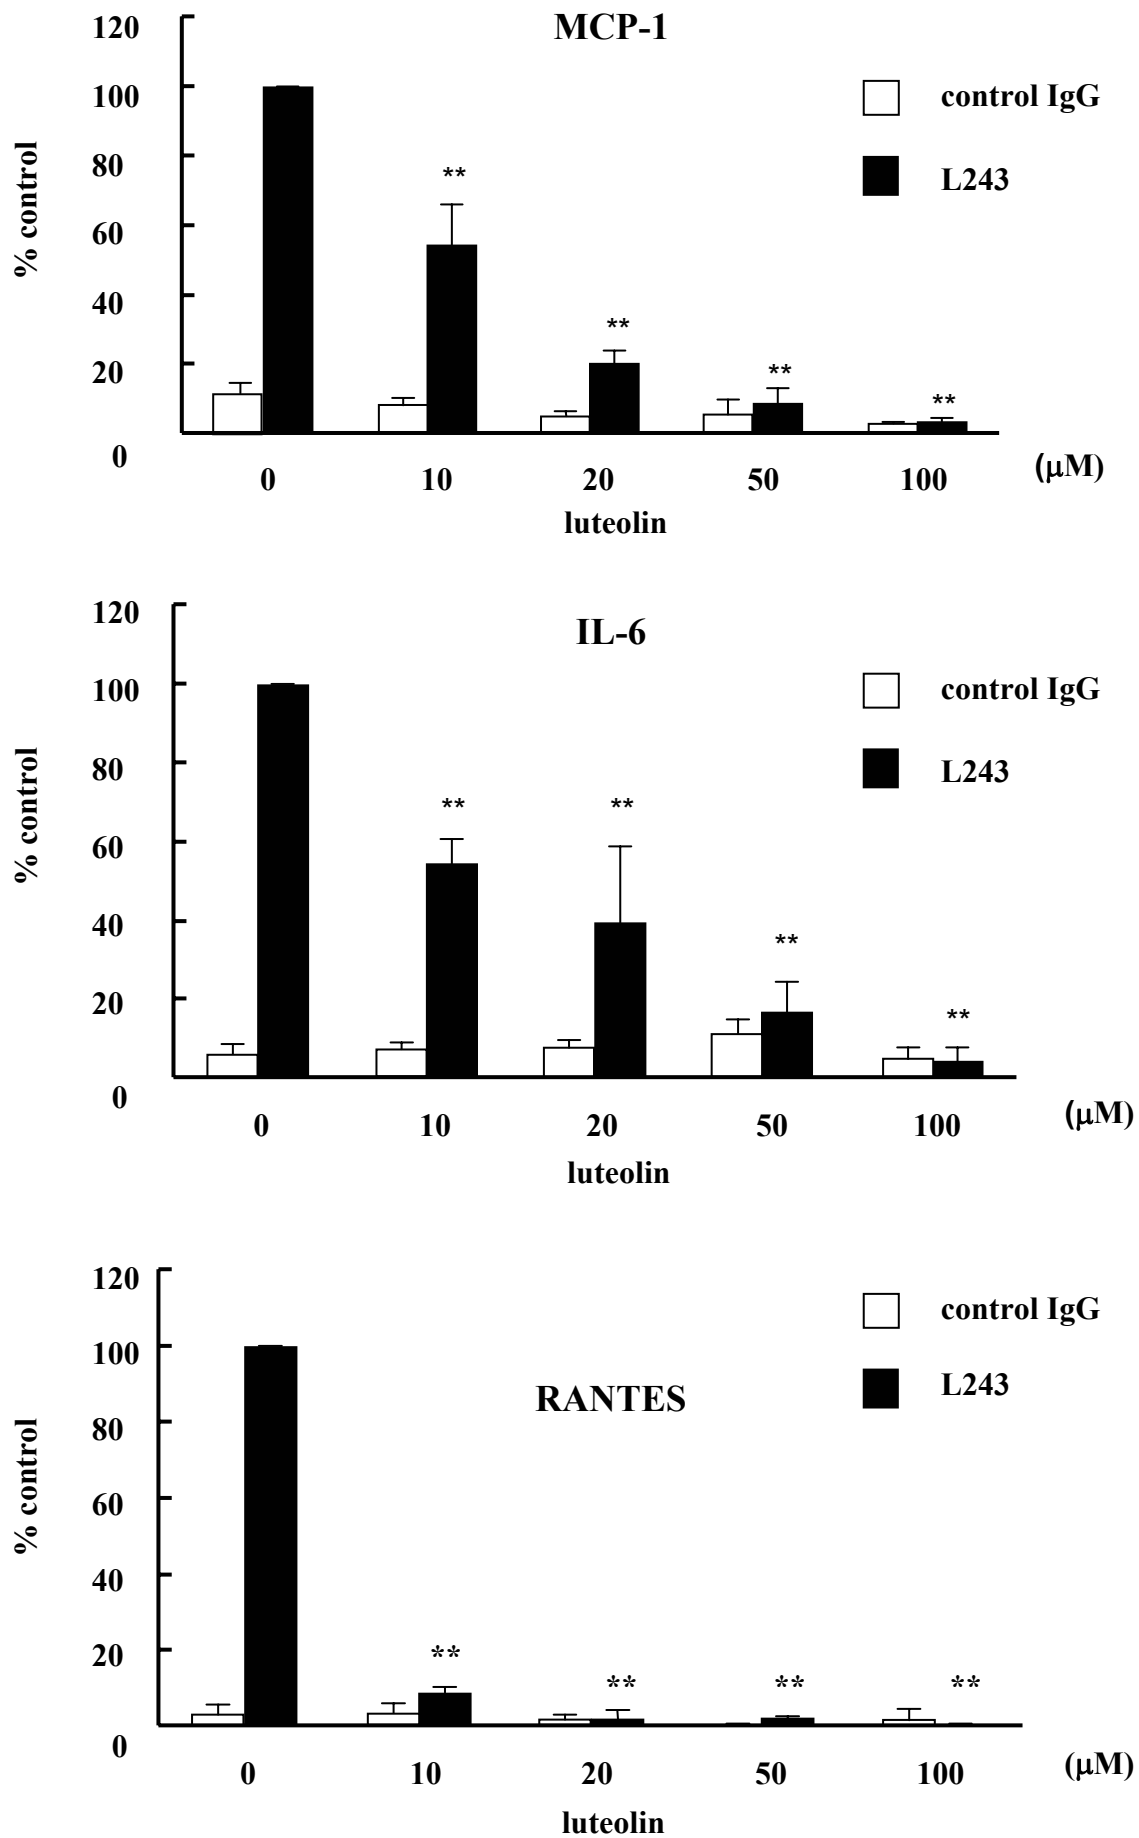 MCP-1
120
100
80
60
40
20
0
% control
control IgG
L243
**
**
**
**
0 10 20 50 100 (μM)
luteolin
IL-6
120
100
80
60
40
20
0
% control
control IgG
L243
**
**
**
**
0 10 20 50 100 (μM)
luteolin
RANTES
120
100
80
60
40
20
0
% control
control IgG
L243
**
**
**
**
0 10 20 50 100 (μM)
luteolin